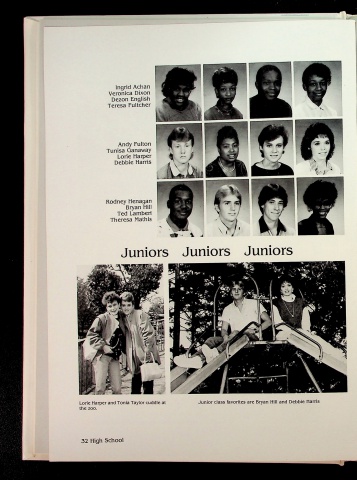 Ingrid Achan
Veronica Dixon
Dezon English
Teresa Fultcher
Andy Fulton
Tunisa Ganaway
Lorie Harper
Debbie Harris
Rodney Henagan
Bryan Hill
Ted Lambert
Theresa Mathis
Juniors Juniors Juniors
Lorie Harper and Tonia Taylor cuddle at
the zoo.
Junior class favorites are Bryan Hill and Debbie Harris
32 High School